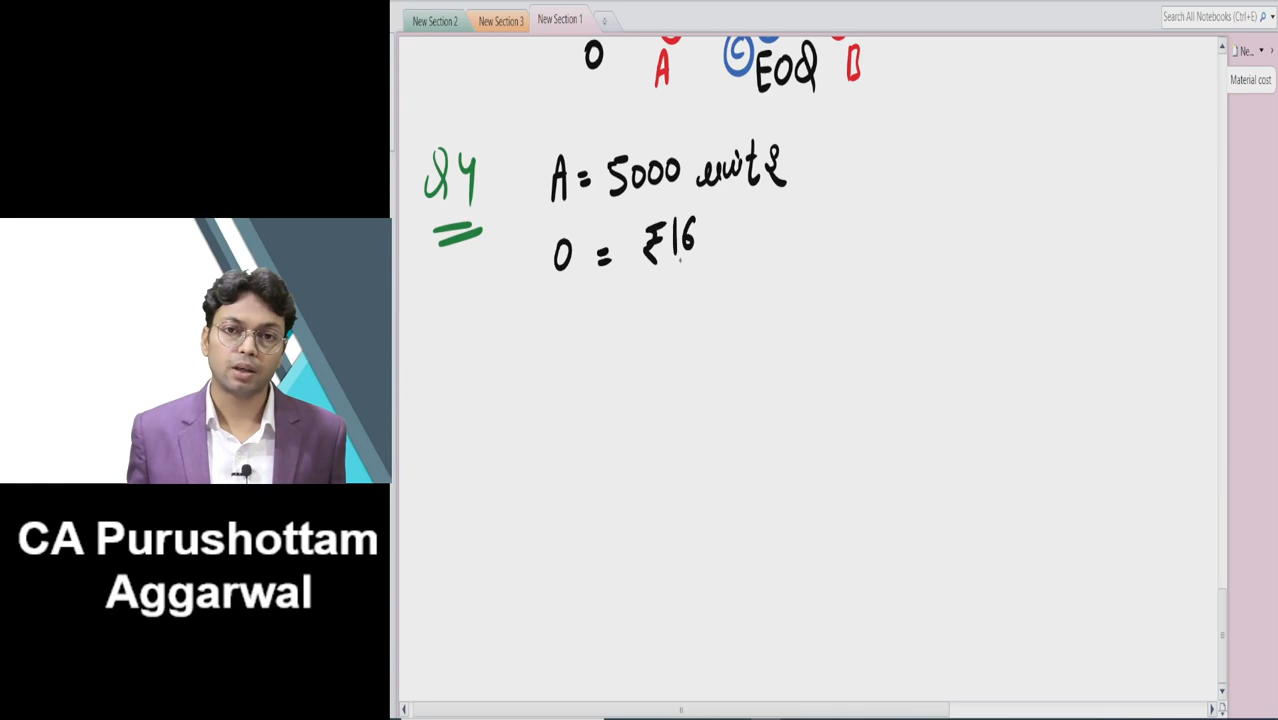 New Section 2 New Section 3 New Section 1
Search All Notebooks (Ctrl+E)
Ne...
Material cost
O A C EOQ B
Q4 A = 5000 units
O = ₹16
CA Purushottam
Aggarwal